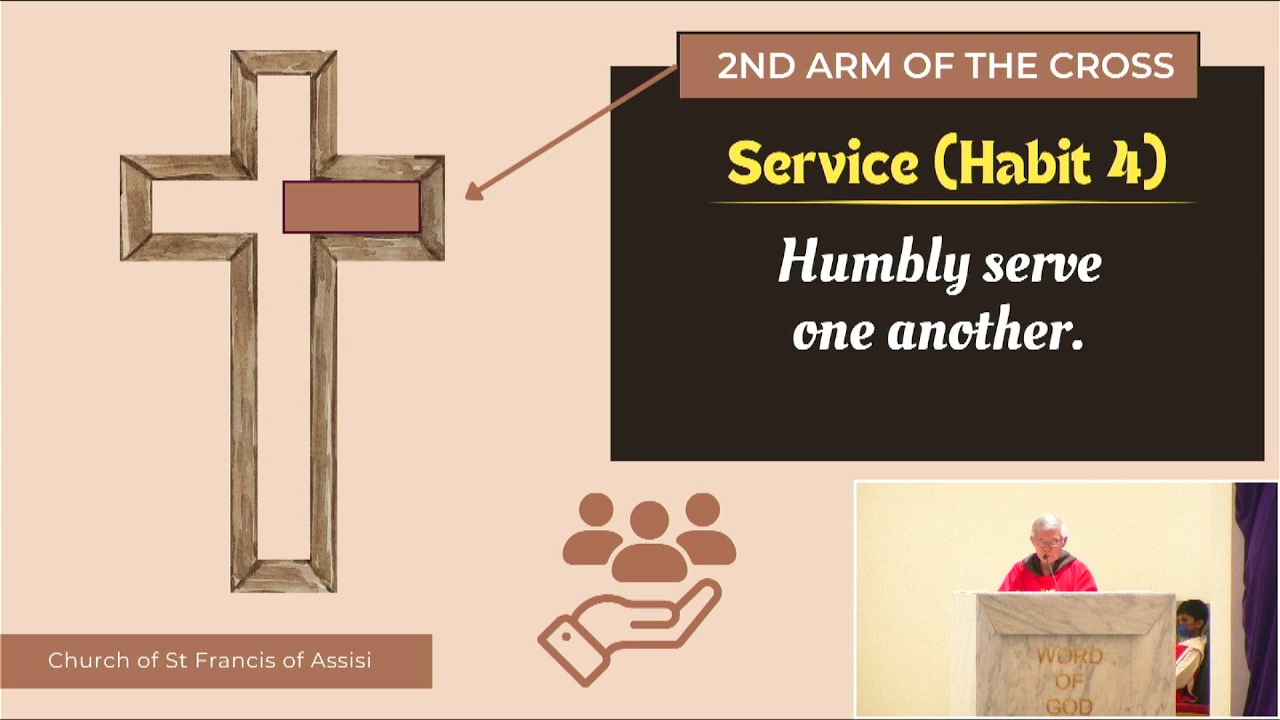 2ND ARM OF THE CROSS
Service (Habit 4)
Humbly serve
one another.
Church of St Francis of Assisi
WORD
OF
GOD